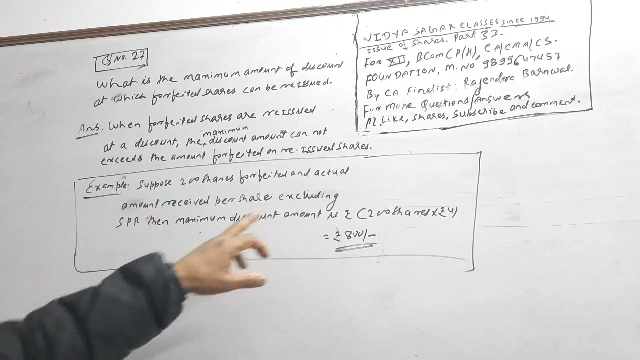 Q.No. 27
What is the maximum amount of discount
at which forfeited shares can be reissued.
Ans: When forfeited shares are reissued
at a discount, the maximum discount amount can not
exceeds the amount forfeited on re-issued shares.
Example: Suppose 200 shares forfeited and actual
amount received per share excluding
SPR then maximum discount amount is ₹ (200 shares x ₹4)
= ₹ 800/-
VIDYA SAGAR CLASSES since 1994
issue of shares. Part 37.
For XII, BCom (P/H), CA/CMA/CS.
FOUNDATION, M.No 9899647457
By CA Finalist: Rajendra Barnwal
For more Questions/Answers
Pl. Like, Shares, Subscribe and comment.